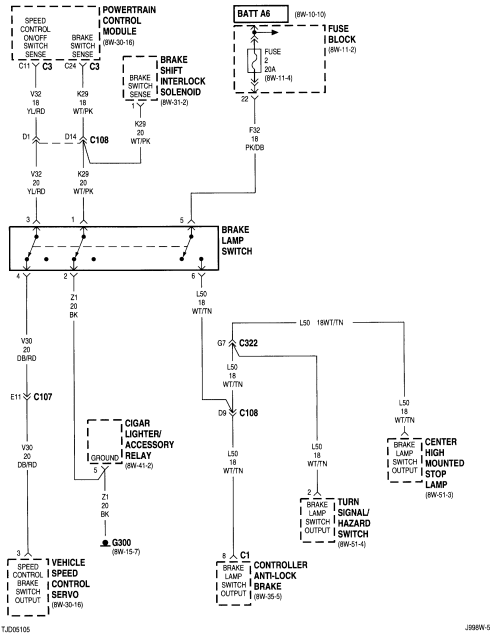 POWERTRAIN
CONTROL
MODULE
(8W-30-16)
SPEED
CONTROL
ON/OFF
SWITCH
SENSE
BRAKE
SWITCH
SENSE
C11 C3
C24 C3
BATT A6
(8W-10-10)
FUSE
BLOCK
(8W-11-2)
FUSE
2
20A
(8W-11-4)
22
BRAKE
SHIFT
INTERLOCK
SOLENOID
(8W-31-2)
BRAKE
SWITCH
SENSE
1
V32
18
YL/RD
K29
18
WT/PK
K29
20
WT/PK
F32
18
PK/DB
D1
D14
C108
V32
20
YL/RD
K29
20
WT/PK
3
1
5
BRAKE
LAMP
SWITCH
4
2
6
Z1
20
BK
L50
18
WT/TN
L50 18WT/TN
V30
20
DB/RD
G7
C322
L50
18
WT/TN
L50
18
WT/TN
L50
18
WT/TN
E11
C107
D9
C108
CIGAR
LIGHTER/
ACCESSORY
RELAY
(8W-41-2)
GROUND
5
V30
20
DB/RD
L50
18
WT/TN
BRAKE
LAMP
SWITCH
OUTPUT
CENTER
HIGH
MOUNTED
STOP
LAMP
(8W-51-3)
Z1
20
BK
2
BRAKE
LAMP
SWITCH
OUTPUT
TURN
SIGNAL/
HAZARD
SWITCH
(8W-51-4)
G300
(8W-15-7)
3
SPEED
CONTROL
BRAKE
SWITCH
OUTPUT
VEHICLE
SPEED
CONTROL
SERVO
(8W-30-16)
8
C1
BRAKE
LAMP
SWITCH
OUTPUT
CONTROLLER
ANTI-LOCK
BRAKE
(8W-35-5)
TJD05105
J998W-5